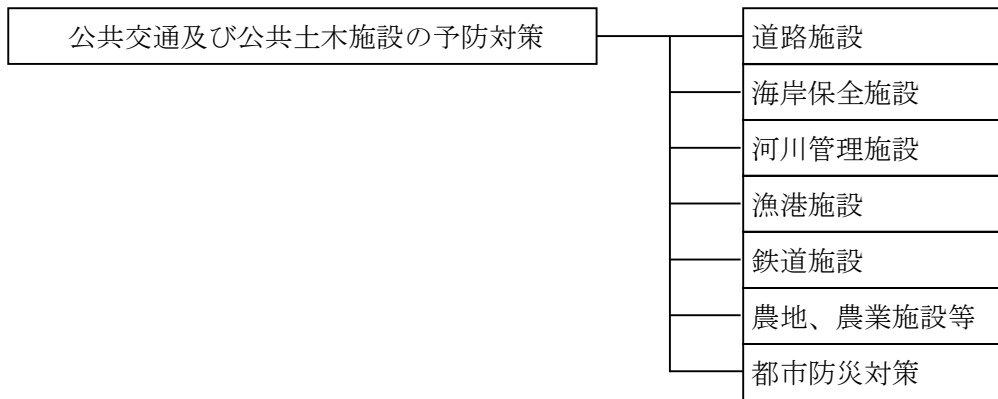 公共交通及び公共土木施設の予防対策
道路施設
海岸保全施設
河川管理施設
漁港施設
鉄道施設
農地、農業施設等
都市防災対策